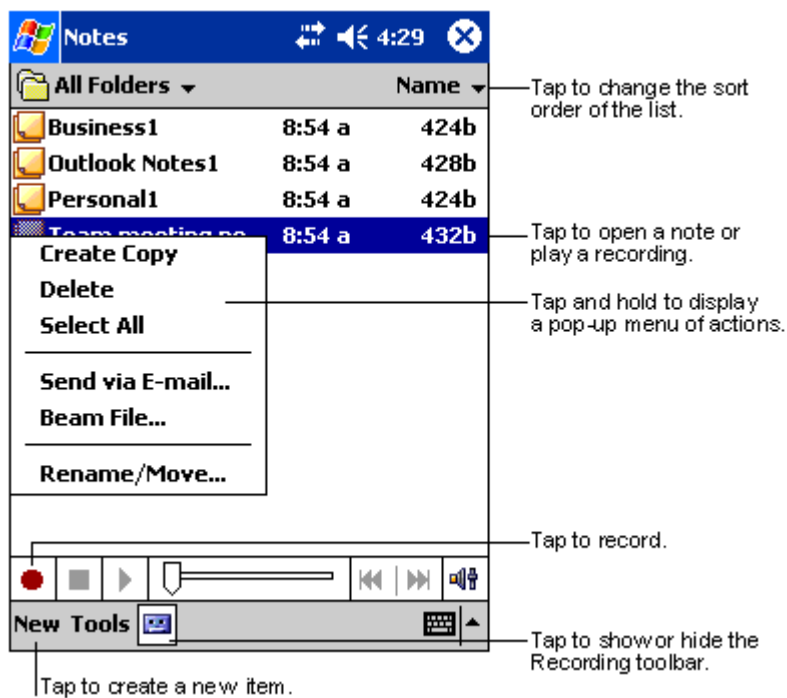 Notes 4:29
All Folders Name
Tap to change the sort
order of the list.
Business1 8:54 a 424b
Outlook Notes1 8:54 a 428b
Personal1 8:54 a 424b
Team meeting no 8:54 a 432b
Tap to open a note or
play a recording.
Create Copy
Delete
Select All
Tap and hold to display
a pop-up menu of actions.
Send via E-mail...
Beam File...
Rename/Move...
Tap to record.
New Tools
Tap to show or hide the
Recording toolbar.
Tap to create a new item.